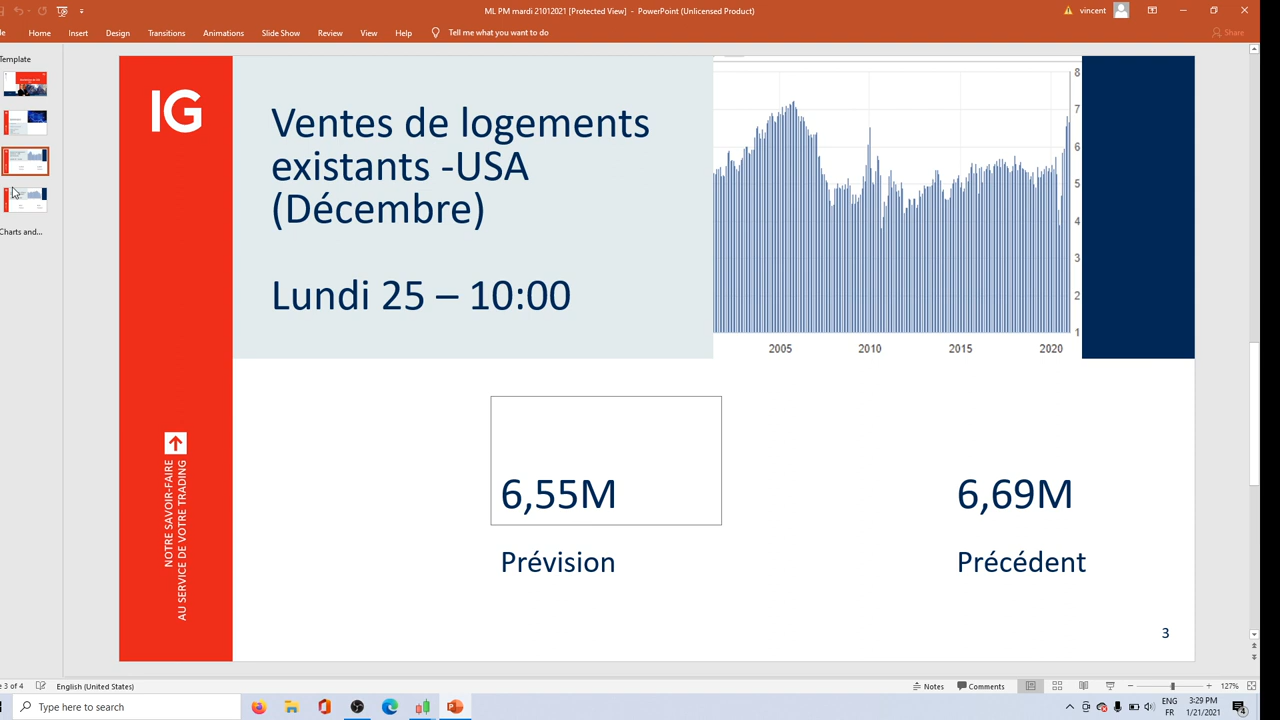 ML PM mardi 21012021 [Protected View] - PowerPoint (Unlicensed Product)
vincent
Home Insert Design Transitions Animations Slide Show Review View Help Tell me what you want to do
Share
Template
Charts and...
IG
Ventes de logements
existants -USA
(Décembre)
Lundi 25 – 10:00
8
7
6
5
4
3
2
1
2005 2010 2015 2020
NOTRE SAVOIR-FAIRE
AU SERVICE DE VOTRE TRADING
6,55M
6,69M
Prévision
Précédent
3
3 of 4 English (United States) Notes Comments 127%
Type here to search
ENG
FR
3:29 PM
1/21/2021
4